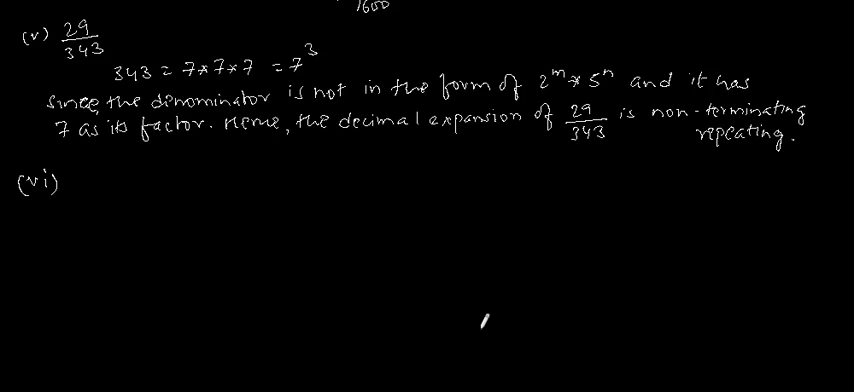 1600
(v) 29/343
343 = 7*7*7 = 7^3
Since, the denominator is not in the form of 2^m * 5^n and it has
7 as its factor. Hence, the decimal expansion of 29/343 is non-terminating
repeating.
(vi)